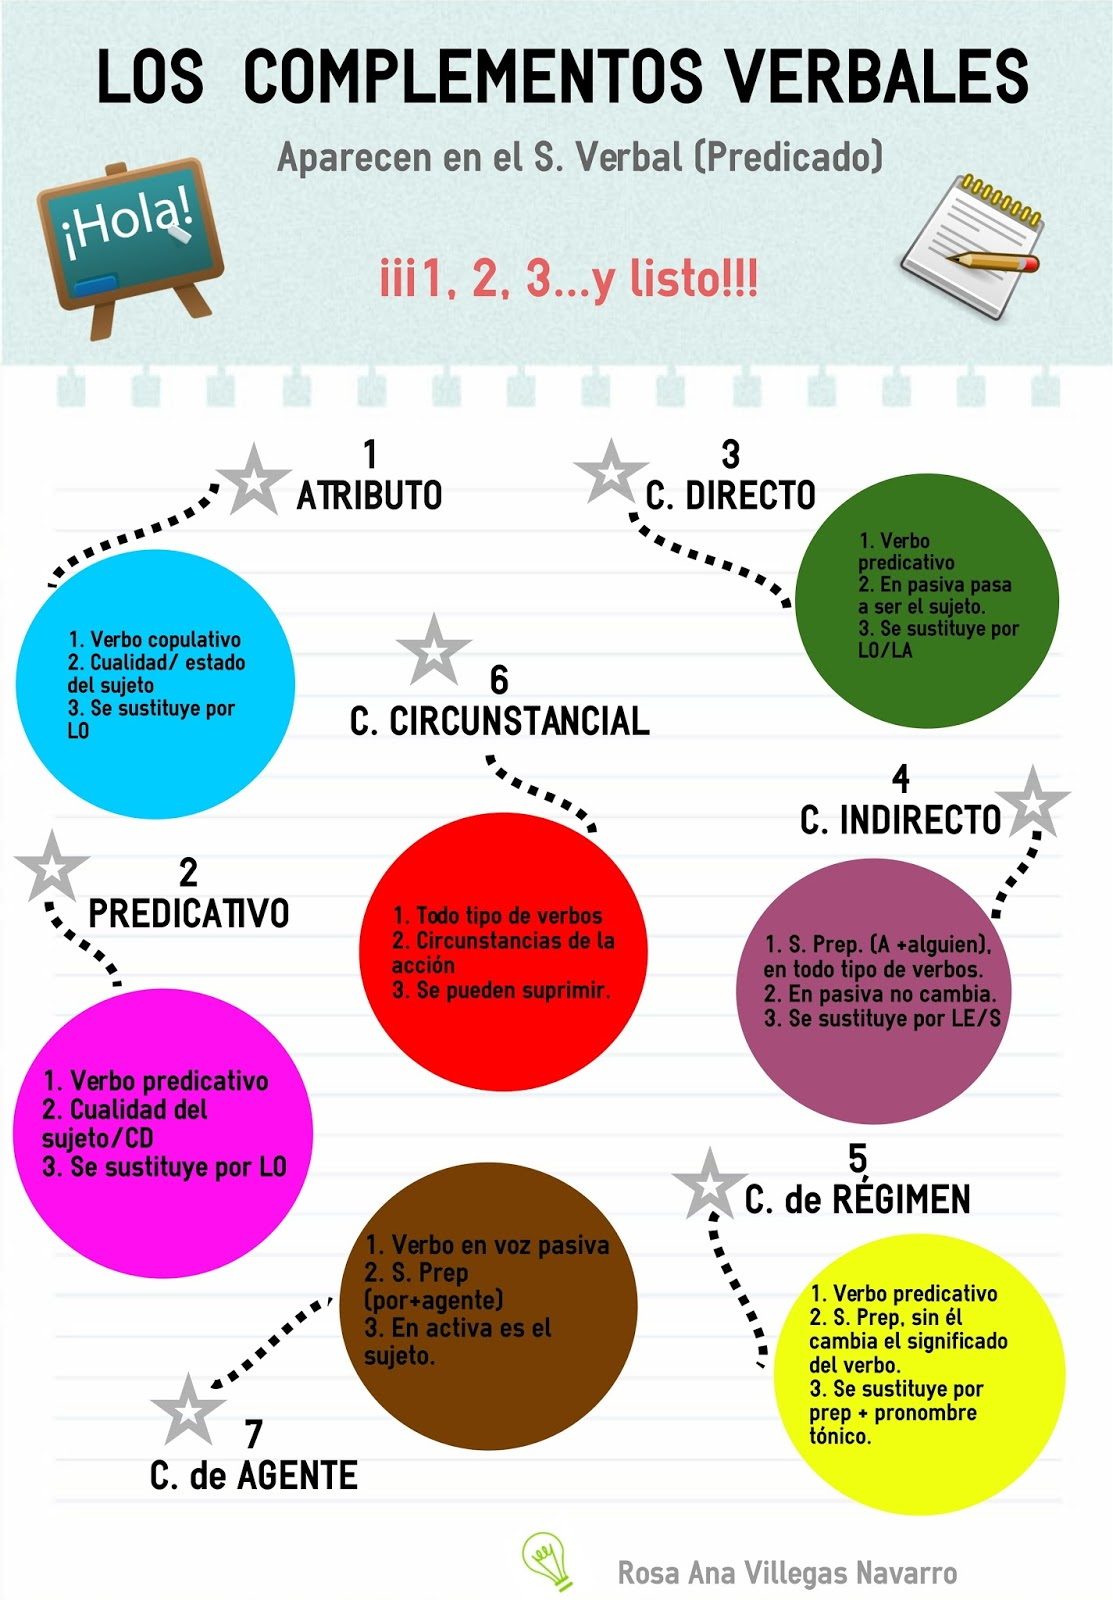 LOS COMPLEMENTOS VERBALES
Aparecen en el S. Verbal (Predicado)
¡Hola!
¡¡¡1, 2, 3...y listo!!!
1
ATRIBUTO
1. Verbo copulativo
2. Cualidad/ estado
del sujeto
3. Se sustituye por
LO
3
C. DIRECTO
1. Verbo
predicativo
2. En pasiva pasa
a ser el sujeto.
3. Se sustituye por
LO/LA
6
C. CIRCUNSTANCIAL
1. Todo tipo de verbos
2. Circunstancias de la
acción
3. Se pueden suprimir.
4
C. INDIRECTO
1. S. Prep. (A +alguien),
en todo tipo de verbos.
2. En pasiva no cambia.
3. Se sustituye por LE/S
2
PREDICATIVO
1. Verbo predicativo
2. Cualidad del
sujeto/CD
3. Se sustituye por LO
5
C. de RÉGIMEN
1. Verbo predicativo
2. S. Prep, sin él
cambia el significado
del verbo.
3. Se sustituye por
prep + pronombre
tónico.
1. Verbo en voz pasiva
2. S. Prep
(por+agente)
3. En activa es el
sujeto.
7
C. de AGENTE
Rosa Ana Villegas Navarro